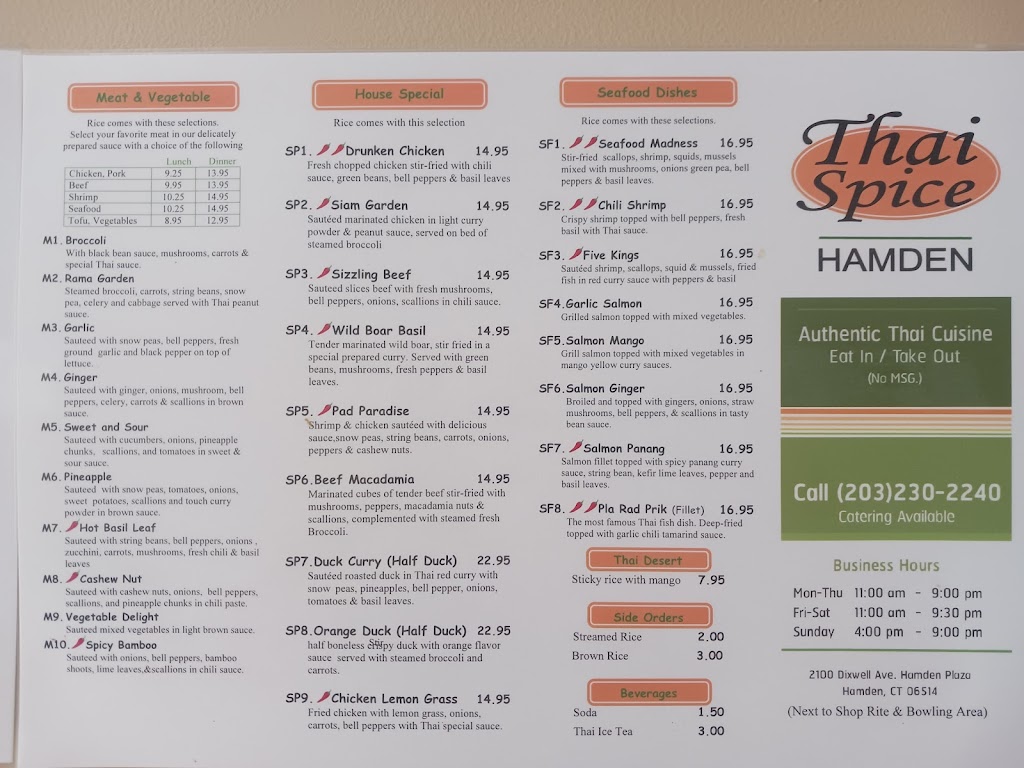 Meat & Vegetable
Rice comes with these selections.
Select your favorite meat in our delicately
prepared sauce with a choice of the following
Lunch Dinner
Chicken, Pork 9.25 13.95
Beef 9.95 13.95
Shrimp 10.25 14.95
Seafood 10.25 14.95
Tofu, Vegetables 8.95 12.95
M1. Broccoli
With black bean sauce, mushrooms, carrots &
special Thai sauce.
M2. Rama Garden
Steamed broccoli, carrots, string beans, snow
pea, celery and cabbage served with Thai peanut
sauce.
M3. Garlic
Sauteed with snow peas, bell peppers, fresh
ground garlic and black pepper on top of
lettuce.
M4. Ginger
Sauteed with ginger, onions, mushroom, bell
peppers, celery, carrots & scallions in brown
sauce.
M5. Sweet and Sour
Sauteed with cucumbers, onions, pineapple
chunks, scallions, and tomatoes in sweet &
sour sauce.
M6. Pineapple
Sauteed with snow peas, tomatoes, onions,
sweet potatoes, scallions and touch curry
powder in brown sauce.
M7. Hot Basil Leaf
Sauteed with string beans, bell peppers, onions ,
zucchini, carrots, mushrooms, fresh chili & basil
leaves
M8. Cashew Nut
Sauteed with cashew nuts, onions, bell peppers,
scallions, and pineapple chunks in chili paste.
M9. Vegetable Delight
Sauteed mixed vegetables in light brown sauce.
M10. Spicy Bamboo
Sauteed with onions, bell peppers, bamboo
shoots, lime leaves,&scallions in chili sauce.
House Special
Rice comes with this selection
SP1. Drunken Chicken 14.95
Fresh chopped chicken stir-fried with chili
sauce, green beans, bell peppers & basil leaves
SP2. Siam Garden 14.95
Sautéed marinated chicken in light curry
powder & peanut sauce, served on bed of
steamed broccoli
SP3. Sizzling Beef 14.95
Sauteed slices beef with fresh mushrooms,
bell peppers, onions, scallions in chili sauce.
SP4. Wild Boar Basil 14.95
Tender marinated wild boar, stir fried in a
special prepared curry. Served with green
beans, mushrooms, fresh peppers & basil
leaves.
SP5. Pad Paradise 14.95
Shrimp & chicken sautéed with delicious
sauce,snow peas, string beans, carrots, onions,
peppers & cashew nuts.
SP6.Beef Macadamia 14.95
Marinated cubes of tender beef stir-fried with
mushrooms, peppers, macadamia nuts &
scallions, complemented with steamed fresh
Broccoli.
SP7.Duck Curry (Half Duck) 22.95
Sautéed roasted duck in Thai red curry with
snow peas, pineapples, bell pepper, onions,
tomatoes & basil leaves.
SP8.Orange Duck (Half Duck) 22.95
half boneless crispy duck with orange flavor
sauce served with steamed broccoli and
carrots.
SP9. Chicken Lemon Grass 14.95
Fried chicken with lemon grass, onions,
carrots, bell peppers with Thai special sauce.
Seafood Dishes
Rice comes with these selections.
SF1. Seafood Madness 16.95
Stir-fried scallops, shrimp, squids, mussels
mixed with mushrooms, onions green pea, bell
peppers & basil leaves.
SF2. Chili Shrimp 16.95
Crispy shrimp topped with bell peppers, fresh
basil with Thai sauce.
SF3. Five Kings 16.95
Sautéed shrimp, scallops, squid & mussels, fried
fish in red curry sauce with peppers & basil
SF4.Garlic Salmon 16.95
Grilled salmon topped with mixed vegetables.
SF5.Salmon Mango 16.95
Grill salmon topped with mixed vegetables in
mango yellow curry sauces.
SF6.Salmon Ginger 16.95
Broiled and topped with gingers, onions, straw
mushrooms, bell peppers, & scallions in tasty
bean sauce.
SF7. Salmon Panang 16.95
Salmon fillet topped with spicy panang curry
sauce, string bean, kefir lime leaves, pepper and
basil leaves.
SF8. Pla Rad Prik (Fillet) 16.95
The most famous Thai fish dish. Deep-fried
topped with garlic chili tamarind sauce.
Thai Desert
Sticky rice with mango 7.95
Side Orders
Streamed Rice 2.00
Brown Rice 3.00
Beverages
Soda 1.50
Thai Ice Tea 3.00
Thai
Spice
HAMDEN
Authentic Thai Cuisine
Eat In / Take Out
(No MSG.)
Call (203)230-2240
Catering Available
Business Hours
Mon-Thu 11:00 am - 9:00 pm
Fri-Sat 11:00 am - 9:30 pm
Sunday 4:00 pm - 9:00 pm
2100 Dixwell Ave. Hamden Plaza
Hamden, CT 06514
(Next to Shop Rite & Bowling Area)